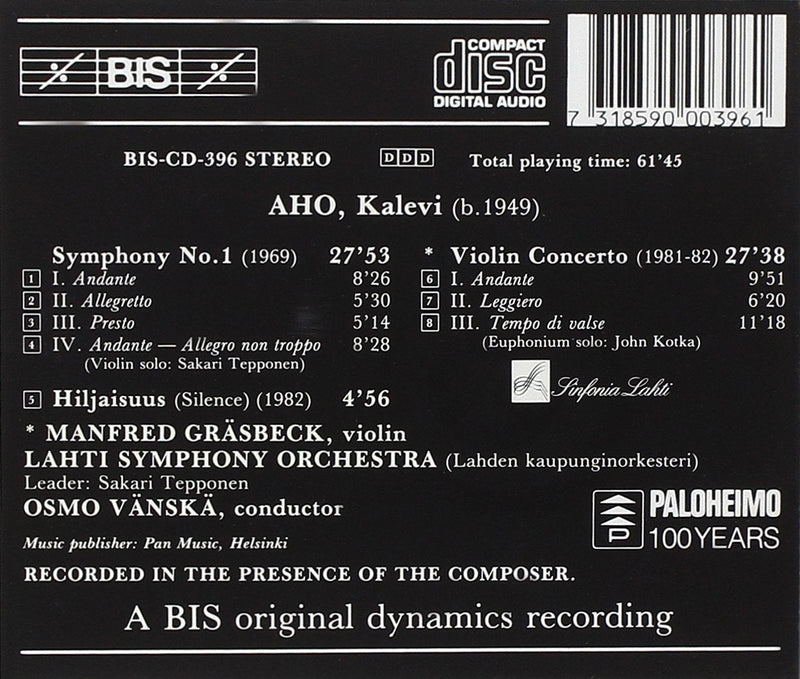 BIS
COMPACT
disc
DIGITAL AUDIO
7 318590 003961
BIS-CD-396 STEREO
DDD
Total playing time: 61'45
AHO, Kalevi (b.1949)
Symphony No.1 (1969) 27'53
1 I. Andante 8'26
2 II. Allegretto 5'30
3 III. Presto 5'14
4 IV. Andante — Allegro non troppo 8'28
(Violin solo: Sakari Tepponen)
5 Hiljaisuus (Silence) (1982) 4'56
* Violin Concerto (1981-82) 27'38
6 I. Andante 9'51
7 II. Leggiero 6'20
8 III. Tempo di valse 11'18
(Euphonium solo: John Kotka)
Sinfonia Lahti
* MANFRED GRÄSBECK, violin
LAHTI SYMPHONY ORCHESTRA (Lahden kaupunginorkesteri)
Leader: Sakari Tepponen
OSMO VÄNSKÄ, conductor
P PALOHEIMO
100 YEARS
Music publisher: Pan Music, Helsinki
RECORDED IN THE PRESENCE OF THE COMPOSER.
A BIS original dynamics recording